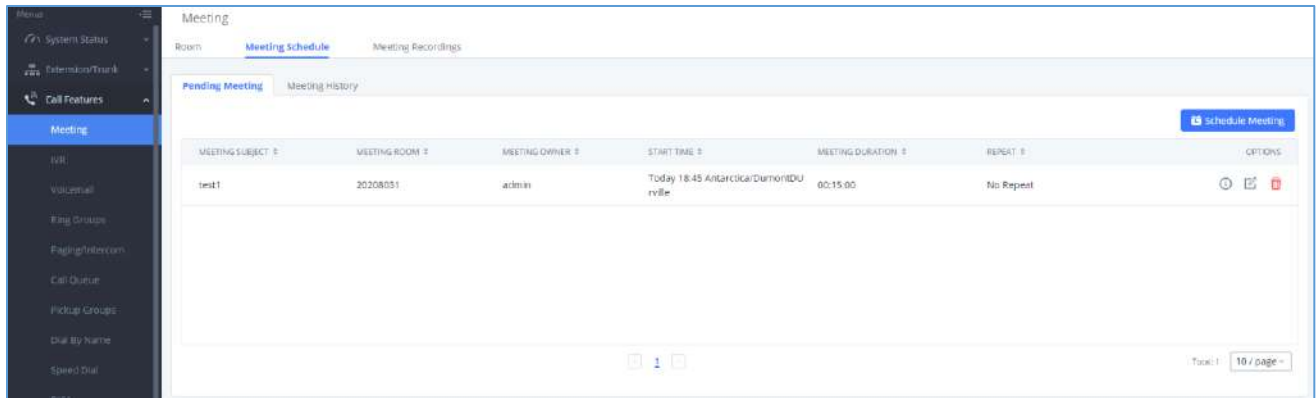 Menus
Meeting
System Status
Room Meeting Schedule Meeting Recordings
Extension/Trunk
Pending Meeting Meeting History
Call Features
Schedule Meeting
Meeting
MEETING SUBJECT MEETING ROOM MEETING OWNER START TIME MEETING DURATION REPEAT OPTIONS
IVR
test1 20208031 admin Today 18:45 Antarctica/DumontDU
rville 00:15:00 No Repeat
Voicemail
Ring Groups
Paging/Intercom
Call Queue
Pickup Groups
Dial By Name
1 Total: 1 10 / page
Speed Dial